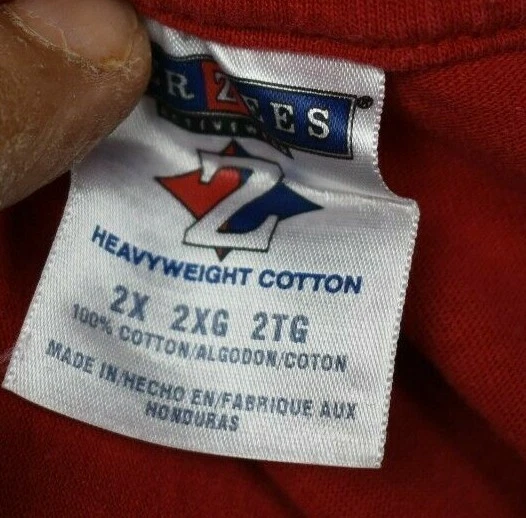 RZEES®
Z
HEAVYWEIGHT COTTON
2X 2XG 2TG
100% COTTON/ALGODON/COTON
MADE IN/HECHO EN/FABRIQUE AUX
HONDURAS